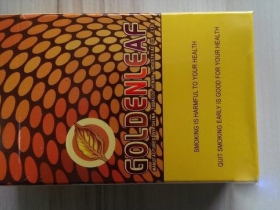 GOLDENLEAF
SMOKING IS HARMFUL TO YOUR HEALTH
QUIT SMOKING EARLY IS GOOD FOR YOUR HEALTH